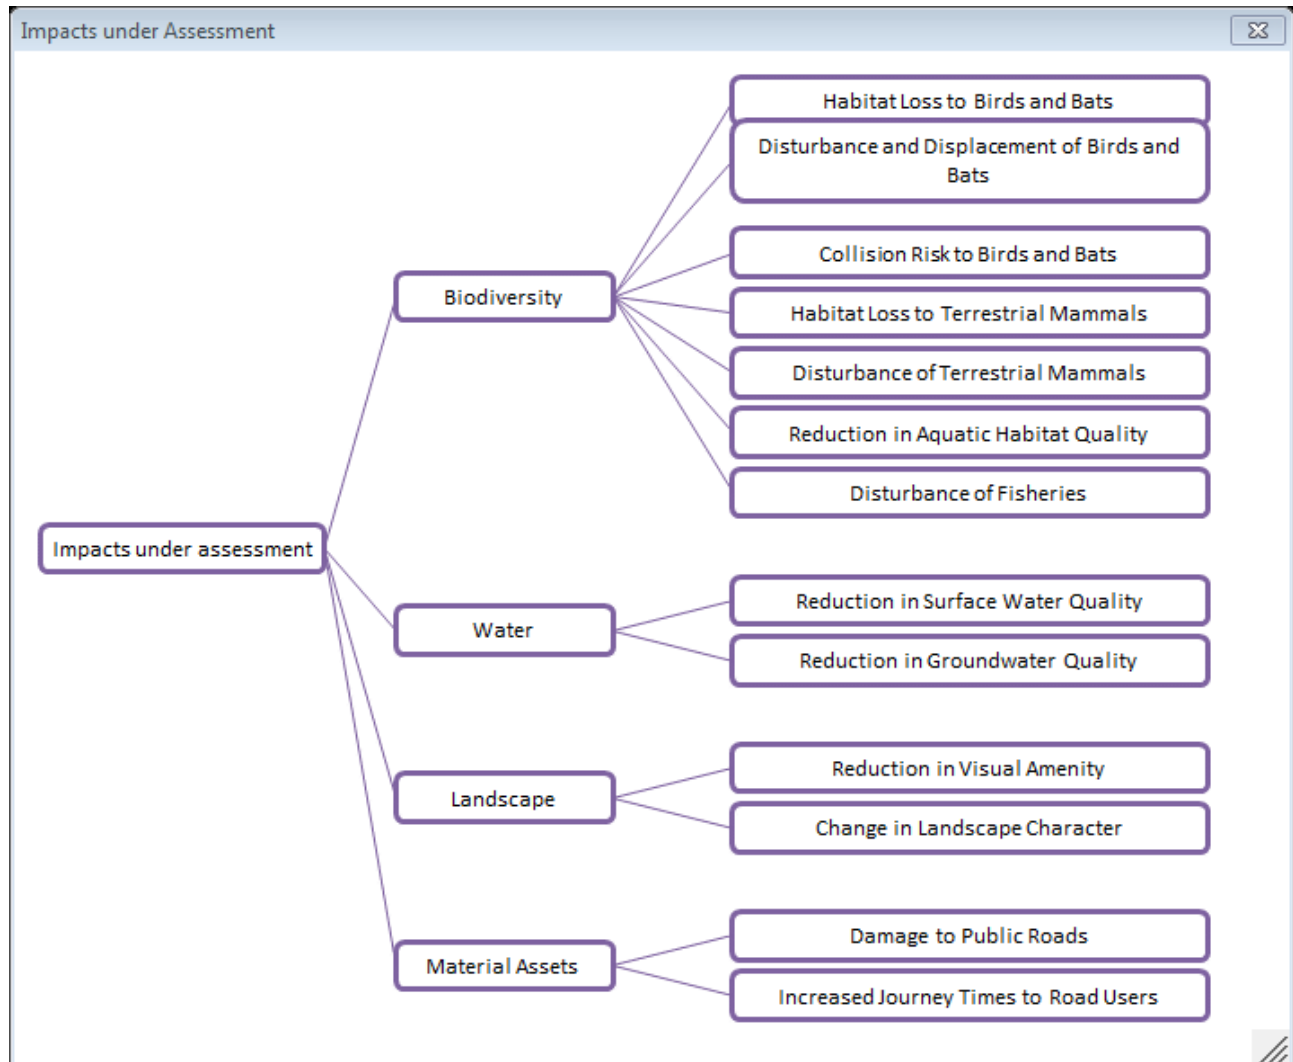 Impacts under Assessment
Habitat Loss to Birds and Bats
Disturbance and Displacement of Birds and
Bats
Collision Risk to Birds and Bats
Biodiversity
Habitat Loss to Terrestrial Mammals
Disturbance of Terrestrial Mammals
Reduction in Aquatic Habitat Quality
Disturbance of Fisheries
Impacts under assessment
Reduction in Surface Water Quality
Water
Reduction in Groundwater Quality
Reduction in Visual Amenity
Landscape
Change in Landscape Character
Damage to Public Roads
Material Assets
Increased Journey Times to Road Users